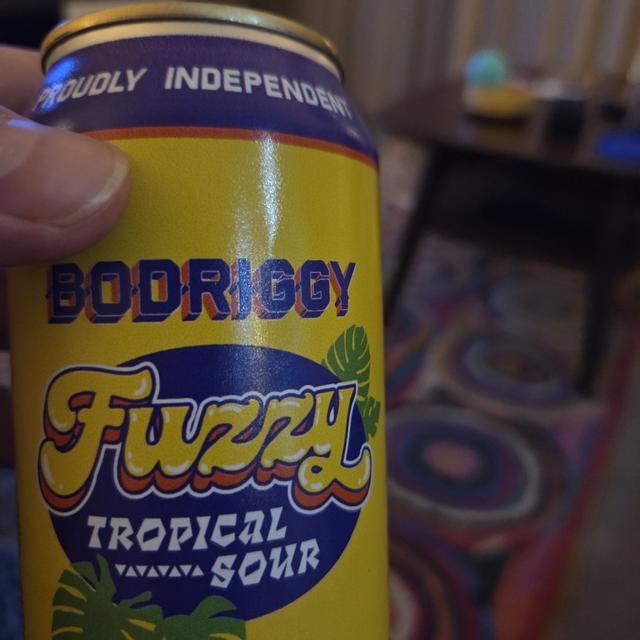 PROUDLY INDEPENDENT
BODRIGGY
Fuzzy
TROPICAL
SOUR